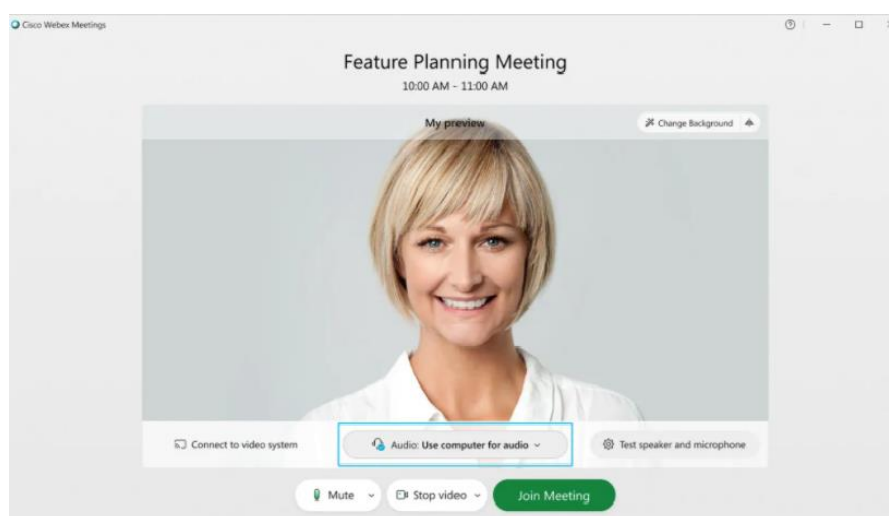 Cisco Webex Meetings
Feature Planning Meeting
10:00 AM - 11:00 AM
My preview
Change Background
Connect to video system
Audio: Use computer for audio
Test speaker and microphone
Mute
Stop video
Join Meeting